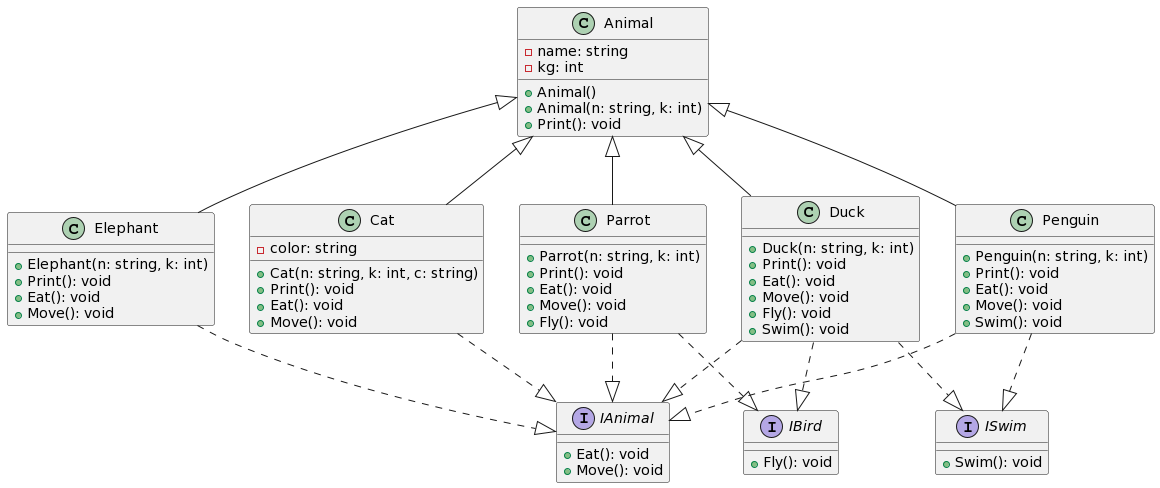 C Animal
name: string
kg: int
Animal()
Animal(n: string, k: int)
Print(): void
C Elephant
Elephant(n: string, k: int)
Print(): void
Eat(): void
Move(): void
C Cat
color: string
Cat(n: string, k: int, c: string)
Print(): void
Eat(): void
Move(): void
C Parrot
Parrot(n: string, k: int)
Print(): void
Eat(): void
Move(): void
Fly(): void
C Duck
Duck(n: string, k: int)
Print(): void
Eat(): void
Move(): void
Fly(): void
Swim(): void
C Penguin
Penguin(n: string, k: int)
Print(): void
Eat(): void
Move(): void
Swim(): void
I IAnimal
Eat(): void
Move(): void
I IBird
Fly(): void
I ISwim
Swim(): void